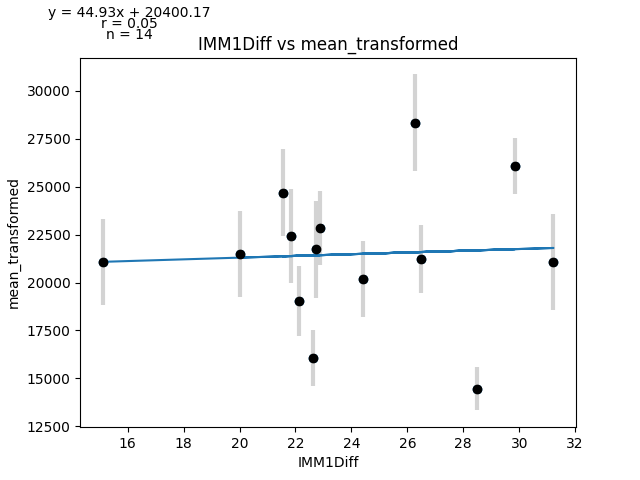 y = 44.93x + 20400.17
r = 0.05
n = 14
IMM1Diff vs mean_transformed
mean_transformed
30000
27500
25000
22500
20000
17500
15000
12500
16 18 20 22 24 26 28 30 32
IMM1Diff